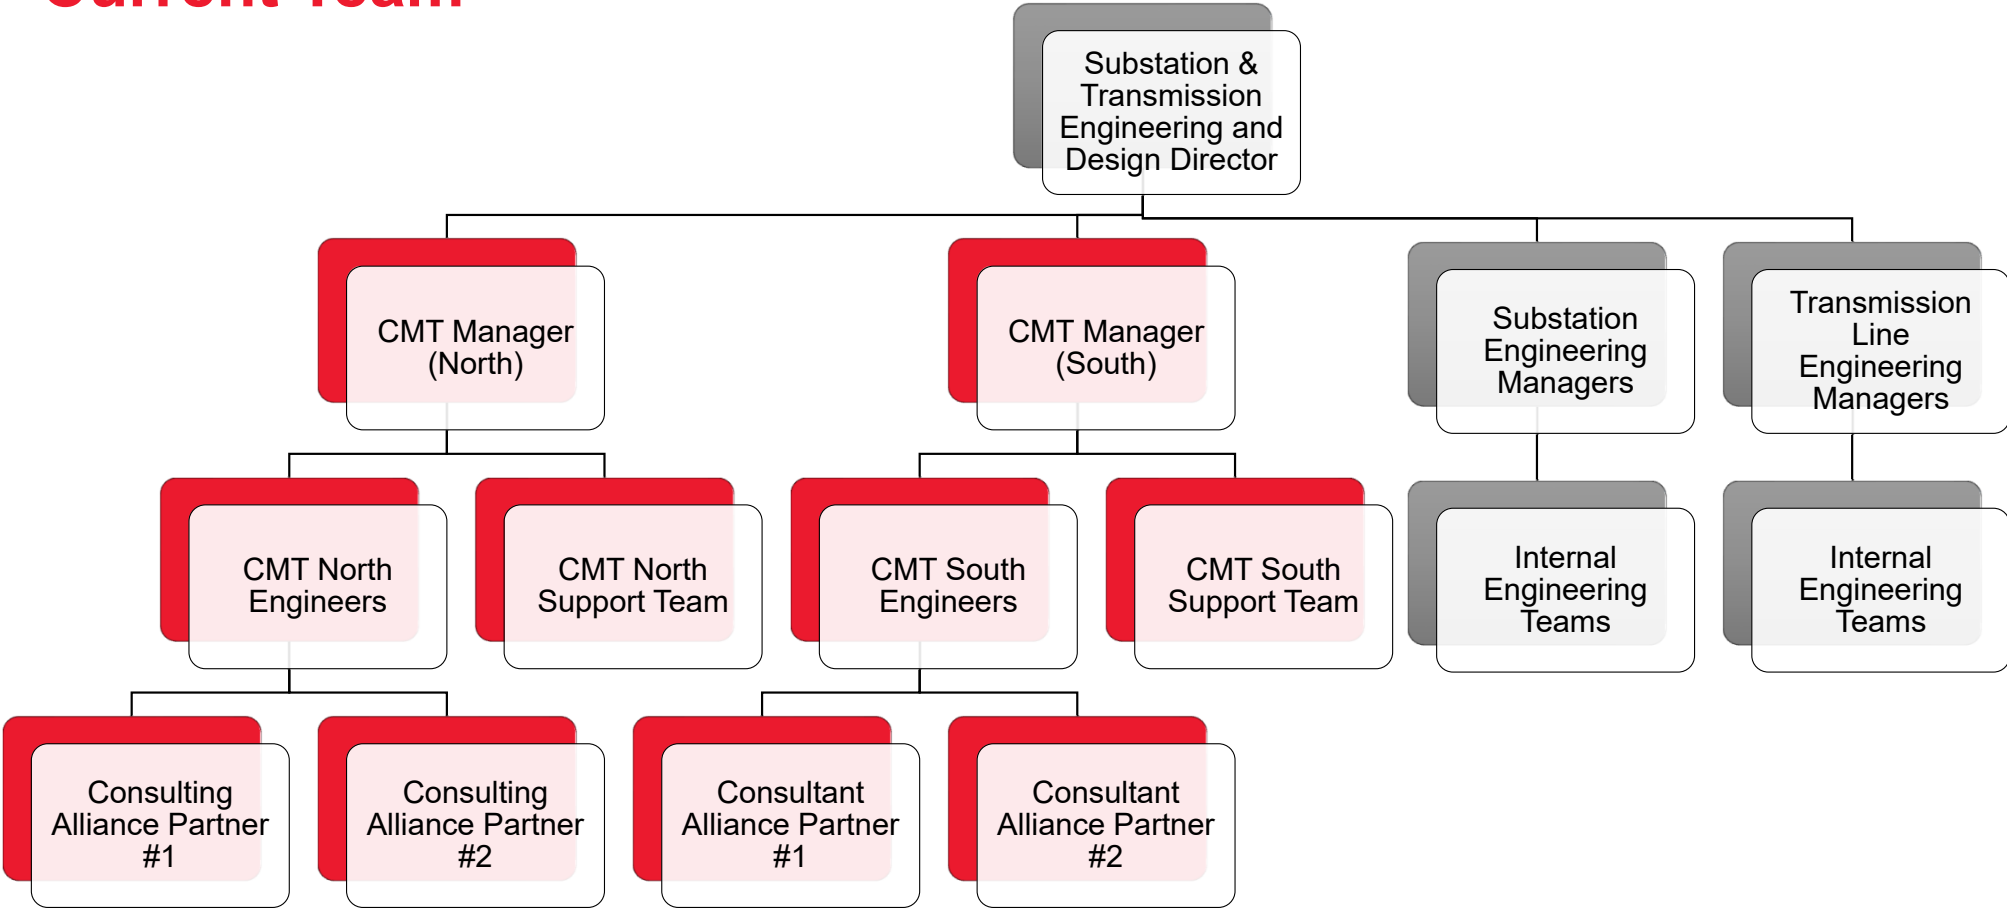 Current Team
Substation &
Transmission
Engineering and
Design Director
CMT Manager
(North)
CMT Manager
(South)
Substation
Engineering
Managers
Transmission
Line
Engineering
Managers
CMT North
Engineers
CMT North
Support Team
CMT South
Engineers
CMT South
Support Team
Internal
Engineering
Teams
Internal
Engineering
Teams
Consulting
Alliance Partner
#1
Consulting
Alliance Partner
#2
Consultant
Alliance Partner
#1
Consultant
Alliance Partner
#2